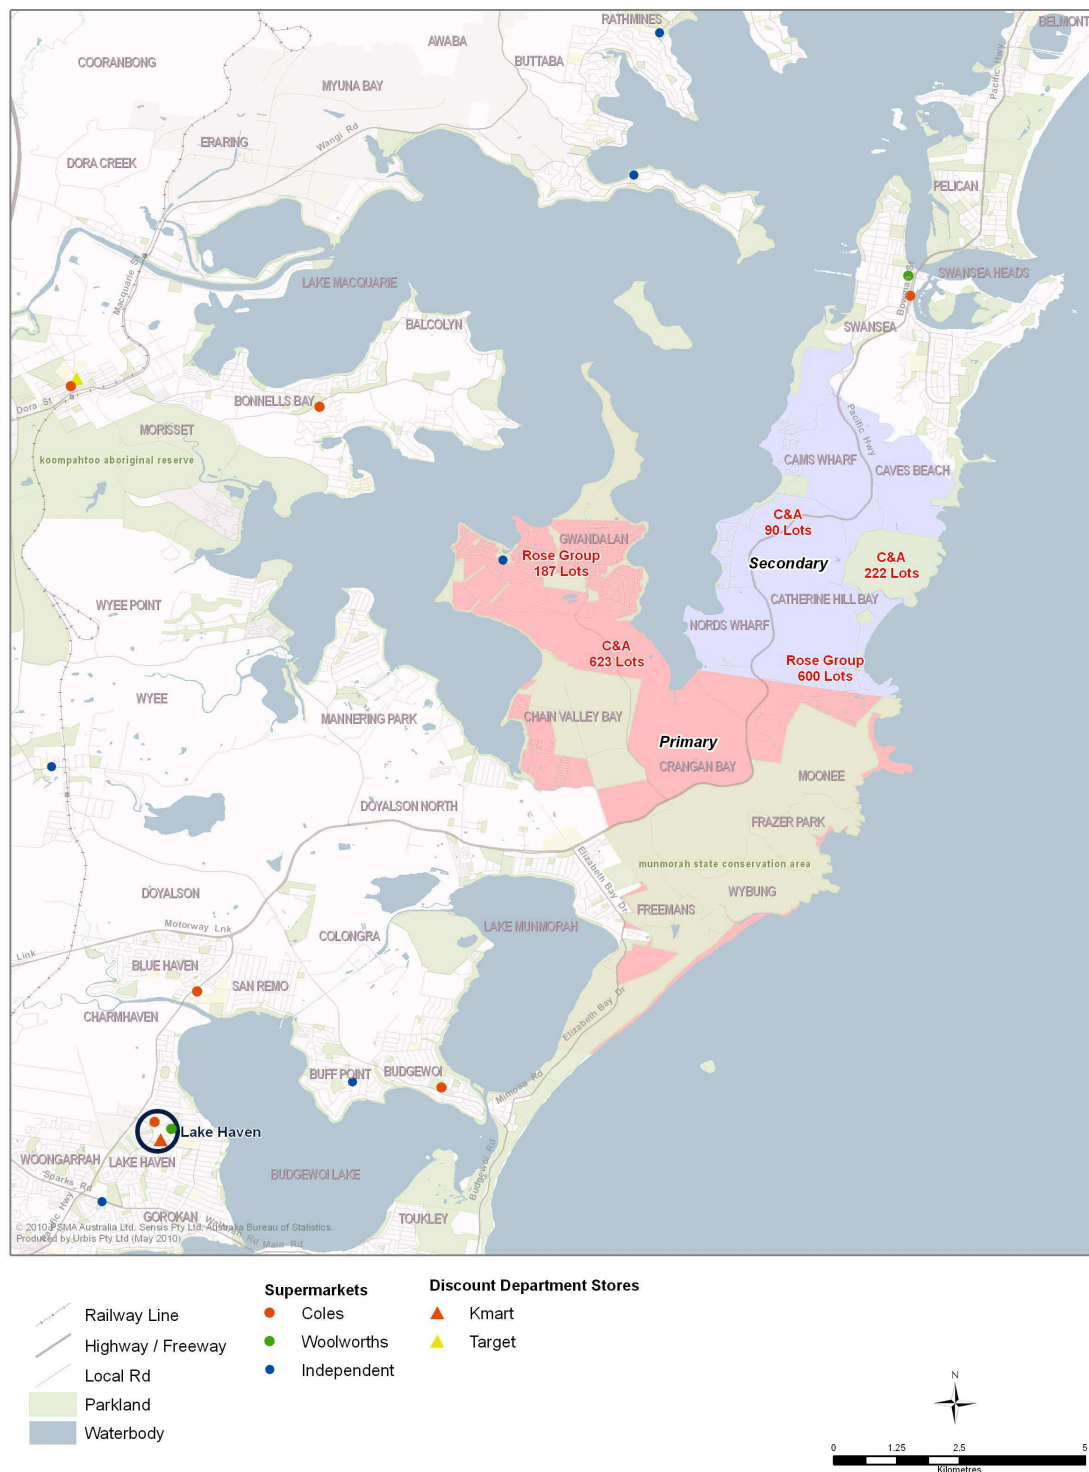 RATHMINES
BELMONT
AWABA
COORANBONG
BUTTABA
Pacific Hwy
MYUNA BAY
Wangi Rd
ERARING
DORA CREEK
PELICAN
Macquarie St
LAKE MACQUARIE
SWANSEA HEADS
Bowman St
BALCOLYN
SWANSEA
Dora St
BONNELLS BAY
Pacific Hwy
MORISSET
koompahtoo aboriginal reserve
CAMS WHARF
CAVES BEACH
C&A
90 Lots
GWANDALAN
Rose Group
187 Lots
Secondary
C&A
222 Lots
WYEE POINT
CATHERINE HILL BAY
NORDS WHARF
C&A
623 Lots
Rose Group
600 Lots
WYEE
MANNERING PARK
CHAIN VALLEY BAY
Primary
CRANGAN BAY
MOONEE
DOYALSON NORTH
FRAZER PARK
Elizabeth Bay Dr
munmorah state conservation area
DOYALSON
WYBUNG
FREEMANS
Motorway Lnk
Link
COLONGRA
LAKE MUNMORAH
BLUE HAVEN
SAN REMO
Elizabeth Bay Dr
CHARMHAVEN
BUFF POINT
BUDGEWOI
Mimosa Rd
Lake Haven
WOONGARRAH
LAKE HAVEN
Sparks Rd
BUDGEWOI LAKE
Budgewoi Rd
Pacific Hwy
GOROKAN
TOUKLEY
Main Rd
© 2010 PSMA Australia Ltd, Sensis Pty Ltd, Australia Bureau of Statistics.
Produced by Urbis Pty Ltd (May 2010)
Supermarkets
Discount Department Stores
Railway Line
Coles
Kmart
Highway / Freeway
Woolworths
Target
Local Rd
Independent
Parkland
Waterbody
N
0 1.25 2.5 5
Kilometres